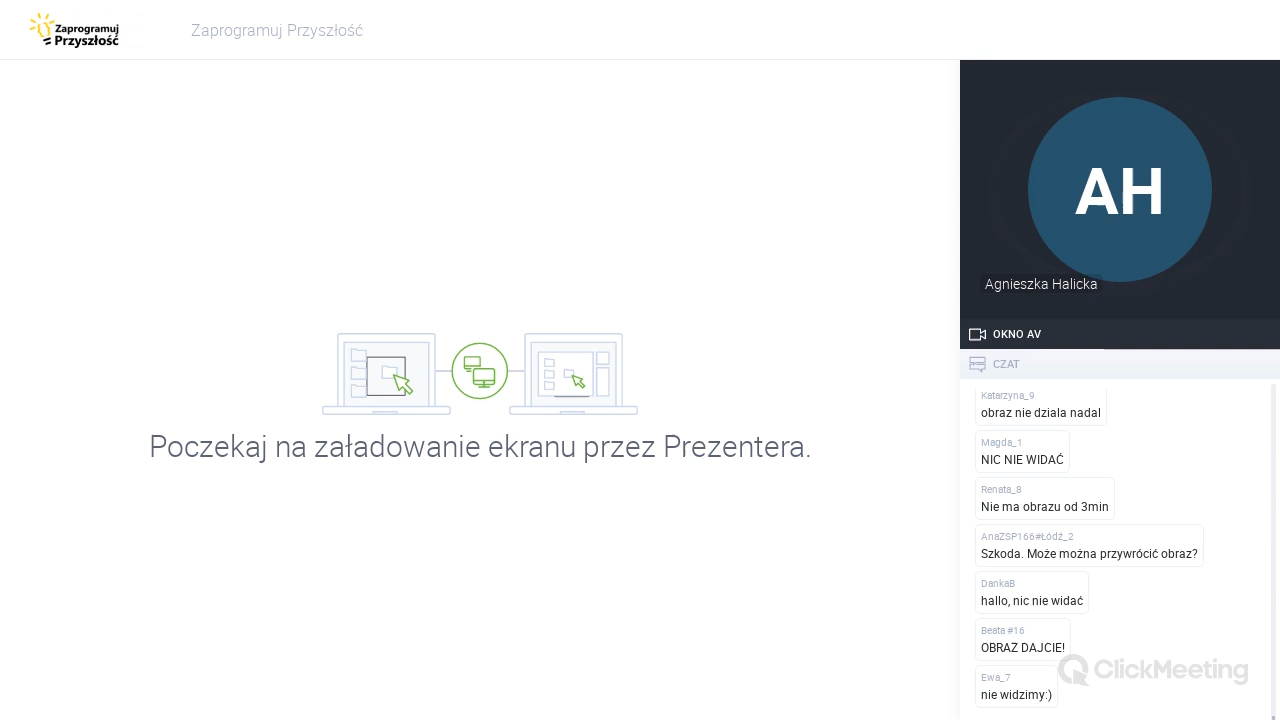 Zaprogramuj
Przyszłość
Zaprogramuj Przyszłość
Poczekaj na załadowanie ekranu przez Prezentera.
AH
Agnieszka Halicka
OKNO AV
CZAT
Katarzyna_9
obraz nie dziala nadal
Magda_1
NIC NIE WIDAĆ
Renata_8
Nie ma obrazu od 3min
AnaZSP166#Łódź_2
Szkoda. Może można przywrócić obraz?
DankaB
hallo, nic nie widać
Beata #16
OBRAZ DAJCIE!
Ewa_7
nie widzimy:)
ClickMeeting